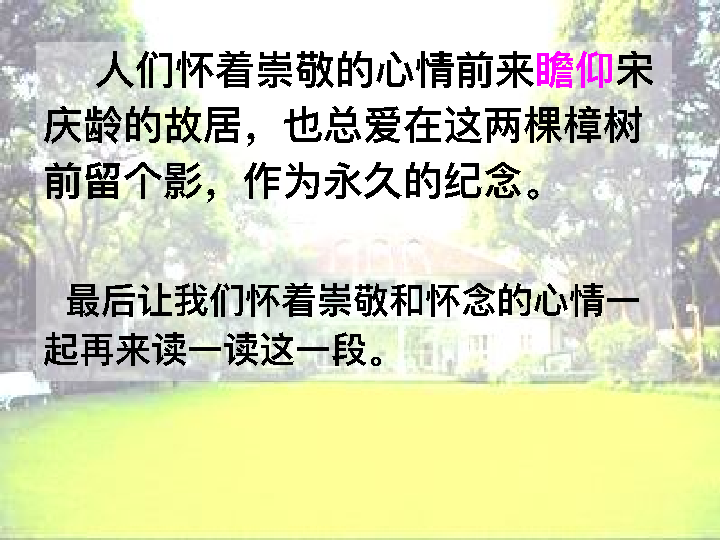 人们怀着崇敬的心情前来瞻仰宋
庆龄的故居，也总爱在这两棵樟树
前留个影，作为永久的纪念。
最后让我们怀着崇敬和怀念的心情一
起再来读一读这一段。